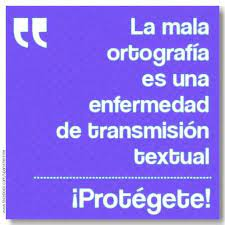 La mala
ortografía
es una
enfermedad
de transmisión
textual
¡Protégete!